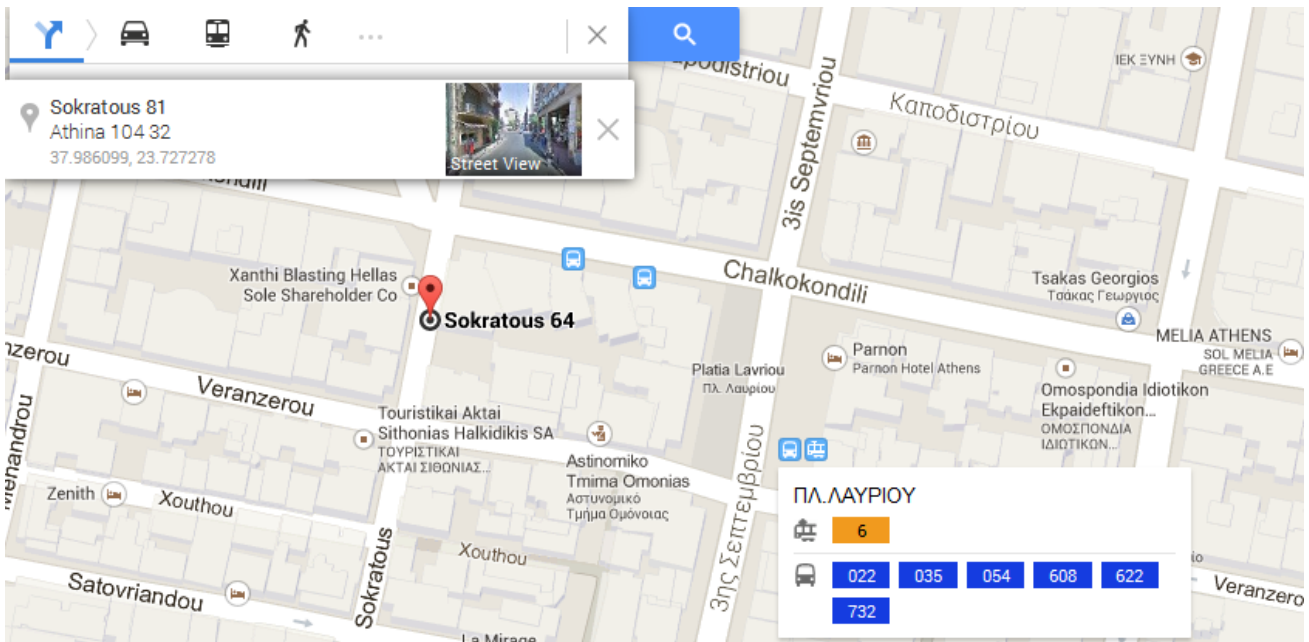 Sokratous 81
Athina 104 32
37.986099, 23.727278
Street View
3is Septemvriou
Καποδιστρίου
ΙΕΚ ΞΥΝΗ
Xanthi Blasting Hellas
Sole Shareholder Co
Sokratous 64
Chalkokondili
Tsakas Georgios
Τσάκας Γεωργιός
MELIA ATHENS
SOL MELIA
GREECE A.E
Veranzerou
Platia Lavriou
Πλ. Λαυρίου
Parnon
Parnon Hotel Athens
Omospondia Idiotikon
Ekpaideftikon...
ΟΜΟΣΠΟΝΔΙΑ
ΙΔΙΩΤΙΚΩΝ...
Menandrou
Touristikai Aktai
Sithonias Halkidikis SA
ΤΟΥΡΙΣΤΙΚΑΙ
ΑΚΤΑΙ ΣΙΘΩΝΙΑΣ...
Astinomiko
Tmima Omonias
Αστυνομικό
Τμήμα Ομόνοιας
Zenith
Xouthou
Xouthou
Sokratous
3ης Σεπτεμβρίου
Satovriandou
La Mirage
ΠΛ.ΛΑΥΡΙΟΥ
6
022 035 054 608 622
732
Veranzero